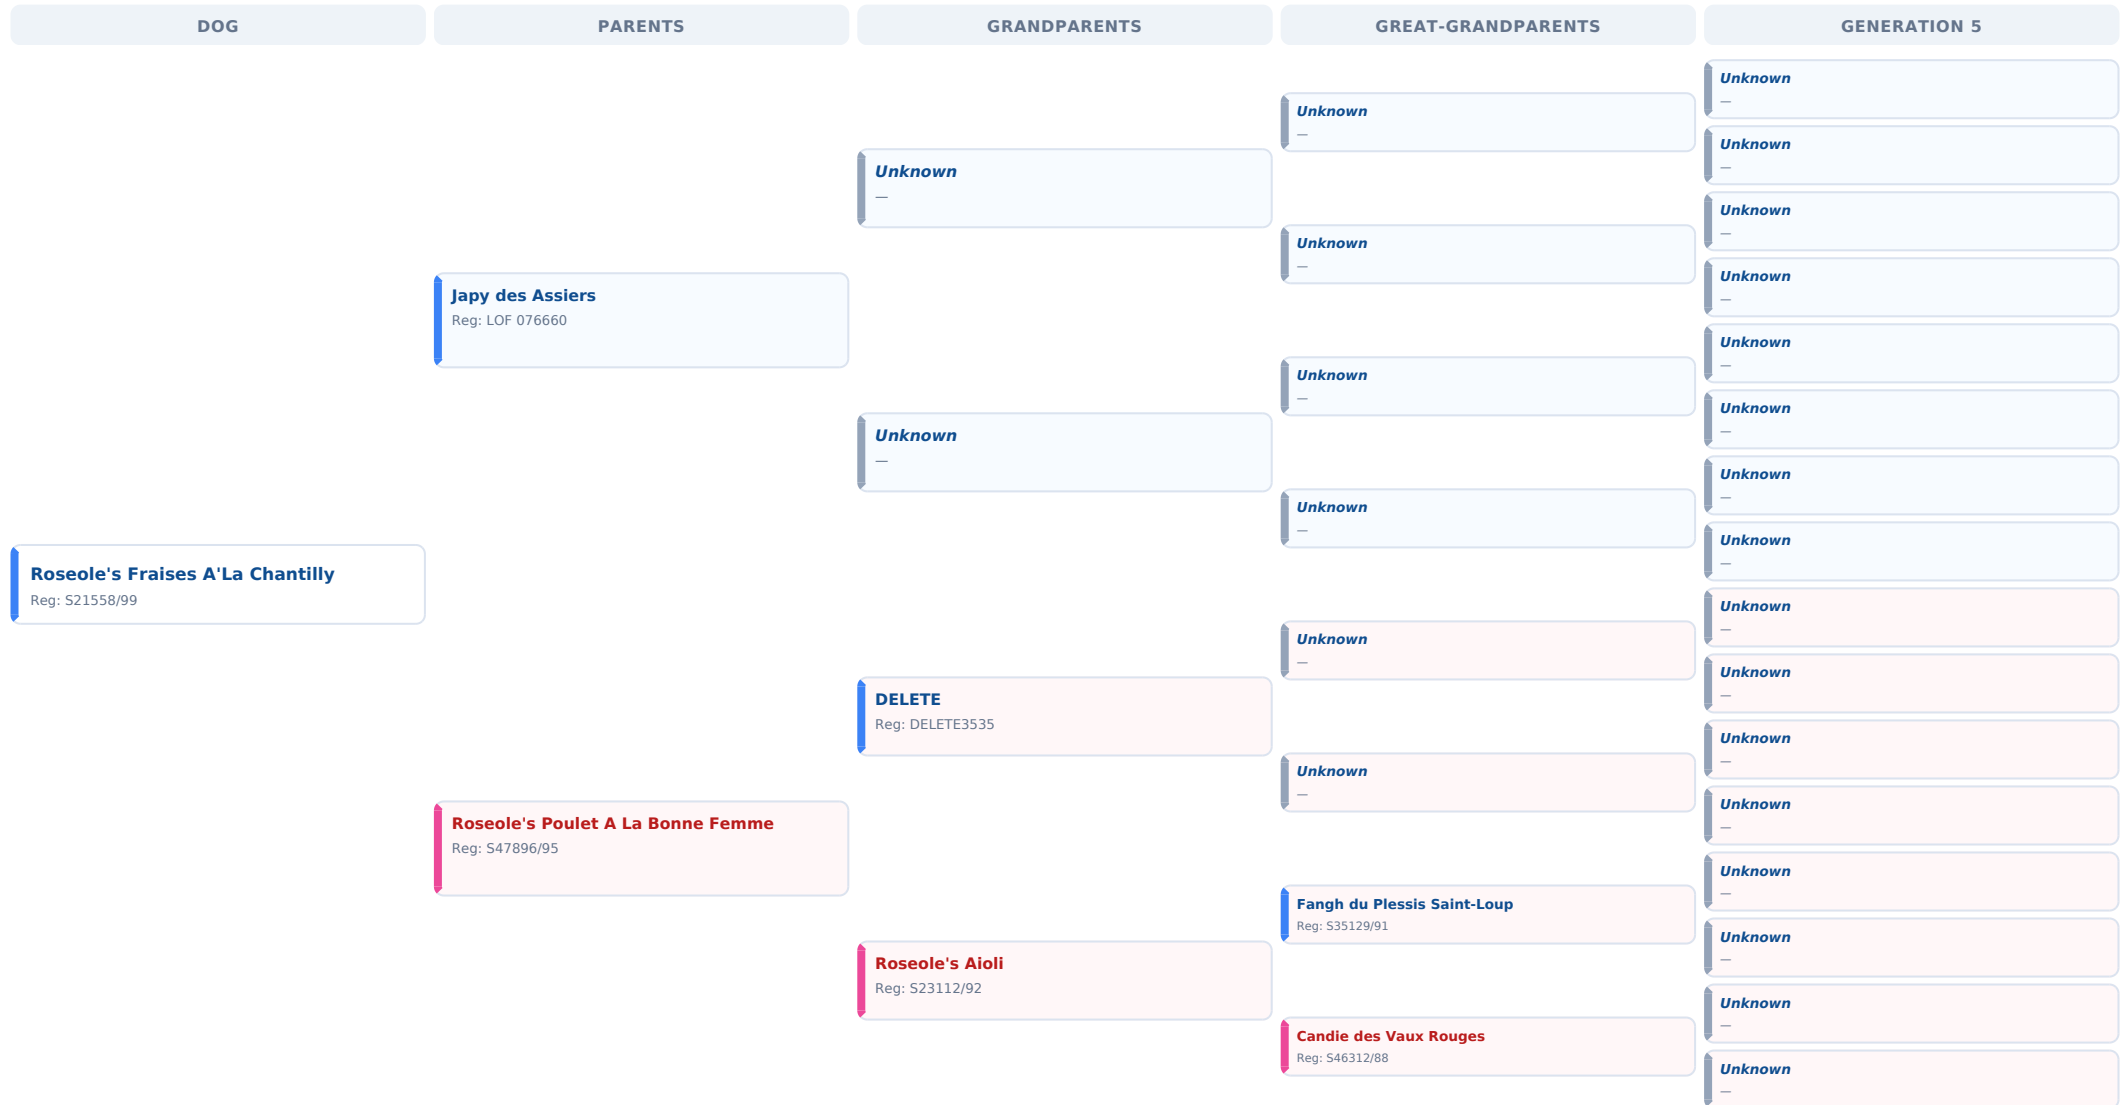 DOG
PARENTS
GRANDPARENTS
GREAT-GRANDPARENTS
GENERATION 5
Roseole's Fraises A'La Chantilly
Reg: S21558/99
Japy des Assiers
Reg: LOF 076660
Roseole's Poulet A La Bonne Femme
Reg: S47896/95
Unknown
—
Unknown
—
DELETE
Reg: DELETE3535
Roseole's Aioli
Reg: S23112/92
Unknown
—
Unknown
—
Unknown
—
Unknown
—
Unknown
—
Unknown
—
Fangh du Plessis Saint-Loup
Reg: S35129/91
Candie des Vaux Rouges
Reg: S46312/88
Unknown
—
Unknown
—
Unknown
—
Unknown
—
Unknown
—
Unknown
—
Unknown
—
Unknown
—
Unknown
—
Unknown
—
Unknown
—
Unknown
—
Unknown
—
Unknown
—
Unknown
—
Unknown
—